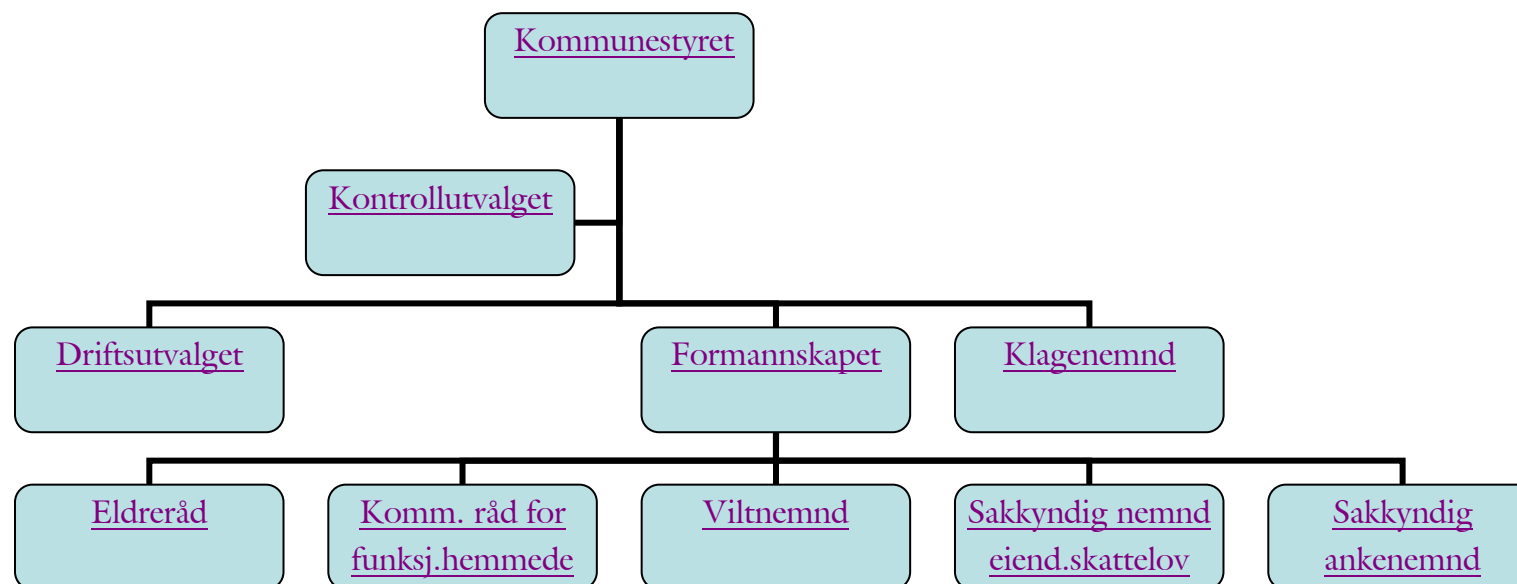 Kommunestyret
Kontrollutvalget
Driftsutvalget
Formannskapet
Klagenemnd
Eldreråd
Komm. råd for
funksj.hemmede
Viltnemnd
Sakkyndig nemnd
eiend.skattelov
Sakkyndig
ankenemnd